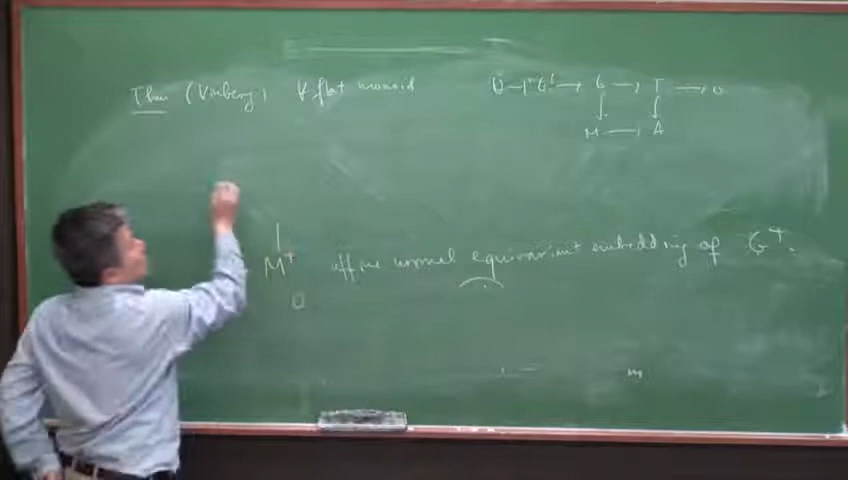 Thm (Vinberg) ∀ flat monoid
0 → G' → G → T → 0
↓ ↓
M → A
M⁺ affine normal equivariant embedding of G⁺.